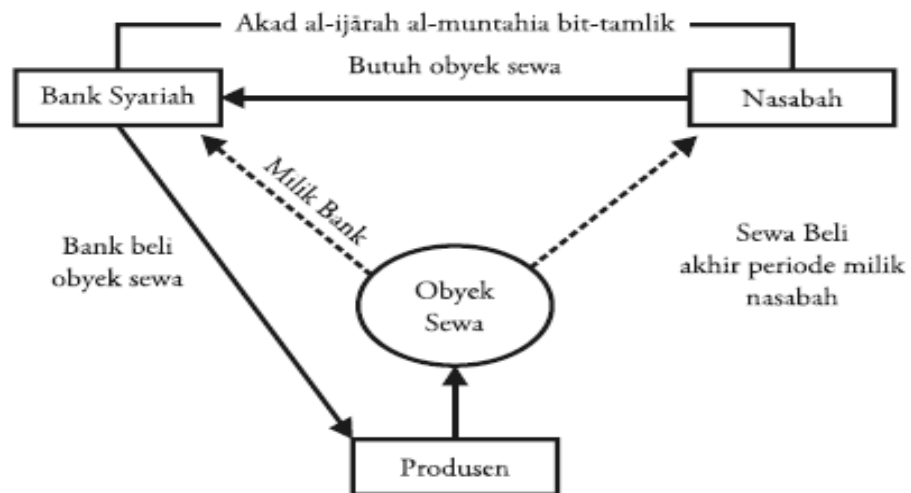 Akad al-ijârah al-muntahia bit-tamlik
Butuh obyek sewa
Bank Syariah
Nasabah
Milik Bank
Bank beli
obyek sewa
Sewa Beli
akhir periode milik
nasabah
Obyek
Sewa
Produsen